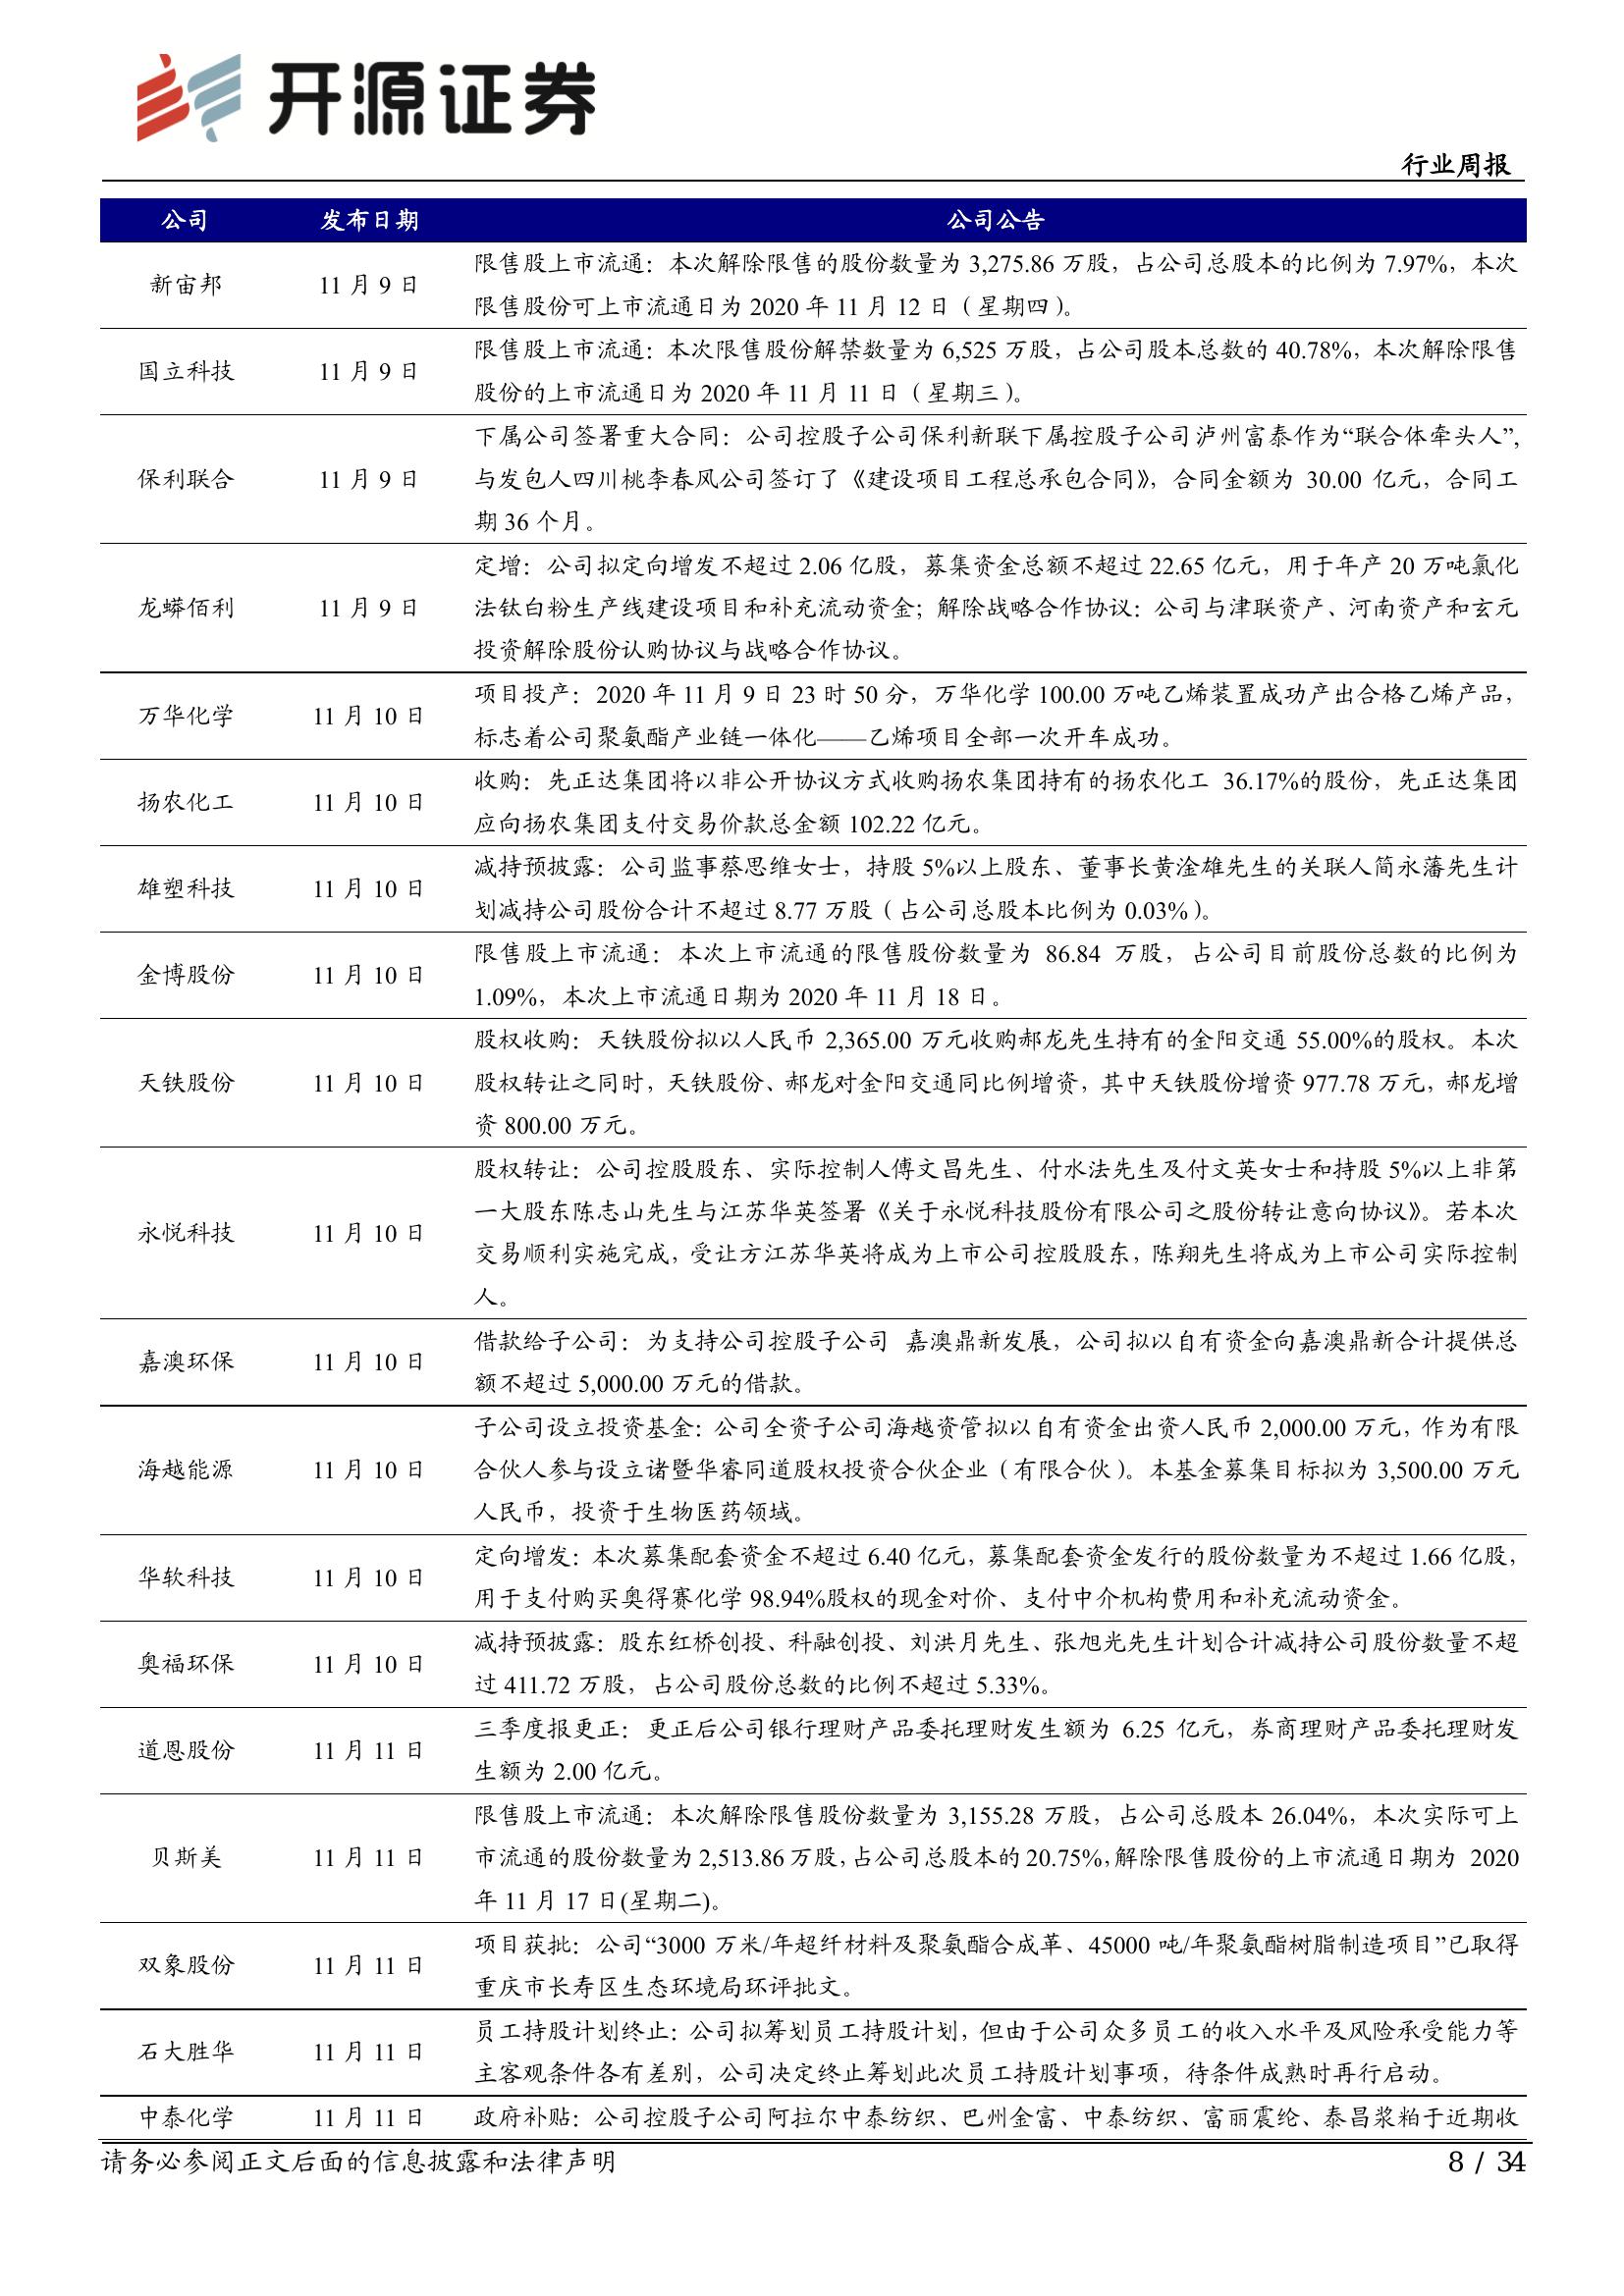 开源证券
行业周报
公司 发布日期 公司公告
新宙邦 11 月 9 日 限售股上市流通：本次解除限售的股份数量为 3,275.86 万股，占公司总股本的比例为 7.97%，本次
限售股份可上市流通日为 2020 年 11 月 12 日（星期四）。
国立科技 11 月 9 日 限售股上市流通：本次限售股份解禁数量为 6,525 万股，占公司股本总数的 40.78%，本次解除限售
股份的上市流通日为 2020 年 11 月 11 日（星期三）。
保利联合 11 月 9 日 下属公司签署重大合同：公司控股子公司保利新联下属控股子公司泸州富泰作为“联合体牵头人”，
与发包人四川桃李春风公司签订了《建设项目工程总承包合同》，合同金额为 30.00 亿元，合同工
期 36 个月。
龙蟒佰利 11 月 9 日 定增：公司拟定向增发不超过 2.06 亿股，募集资金总额不超过 22.65 亿元，用于年产 20 万吨氯化
法钛白粉生产线建设项目和补充流动资金；解除战略合作协议：公司与津联资产、河南资产和玄元
投资解除股份认购协议与战略合作协议。
万华化学 11 月 10 日 项目投产：2020 年 11 月 9 日 23 时 50 分，万华化学 100.00 万吨乙烯装置成功产出合格乙烯产品，
标志着公司聚氨酯产业链一体化——乙烯项目全部一次开车成功。
扬农化工 11 月 10 日 收购：先正达集团将以非公开协议方式收购扬农集团持有的扬农化工 36.17%的股份，先正达集团
应向扬农集团支付交易价款总金额 102.22 亿元。
雄塑科技 11 月 10 日 减持预披露：公司监事蔡思维女士，持股 5%以上股东、董事长黄淦雄先生的关联人简永藩先生计
划减持公司股份合计不超过 8.77 万股（占公司总股本比例为 0.03%）。
金博股份 11 月 10 日 限售股上市流通：本次上市流通的限售股份数量为 86.84 万股，占公司目前股份总数的比例为
1.09%，本次上市流通日期为 2020 年 11 月 18 日。
天铁股份 11 月 10 日 股权收购：天铁股份拟以人民币 2,365.00 万元收购郝龙先生持有的金阳交通 55.00%的股权。本次
股权转让之同时，天铁股份、郝龙对金阳交通同比例增资，其中天铁股份增资 977.78 万元，郝龙增
资 800.00 万元。
永悦科技 11 月 10 日 股权转让：公司控股股东、实际控制人傅文昌先生、付水法先生及付文英女士和持股 5%以上非第
一大股东陈志山先生与江苏华英签署《关于永悦科技股份有限公司之股份转让意向协议》。若本次
交易顺利实施完成，受让方江苏华英将成为上市公司控股股东，陈翔先生将成为上市公司实际控制
人。
嘉澳环保 11 月 10 日 借款给子公司：为支持公司控股子公司 嘉澳鼎新发展，公司拟以自有资金向嘉澳鼎新合计提供总
额不超过 5,000.00 万元的借款。
海越能源 11 月 10 日 子公司设立投资基金：公司全资子公司海越资管拟以自有资金出资人民币 2,000.00 万元，作为有限
合伙人参与设立诸暨华睿同道股权投资合伙企业（有限合伙）。本基金募集目标拟为 3,500.00 万元
人民币，投资于生物医药领域。
华软科技 11 月 10 日 定向增发：本次募集配套资金不超过 6.40 亿元，募集配套资金发行的股份数量为不超过 1.66 亿股，
用于支付购买奥得赛化学 98.94%股权的现金对价、支付中介机构费用和补充流动资金。
奥福环保 11 月 10 日 减持预披露：股东红桥创投、科融创投、刘洪月先生、张旭光先生计划合计减持公司股份数量不超
过 411.72 万股，占公司股份总数的比例不超过 5.33%。
道恩股份 11 月 11 日 三季度报更正：更正后公司银行理财产品委托理财发生额为 6.25 亿元，券商理财产品委托理财发
生额为 2.00 亿元。
贝斯美 11 月 11 日 限售股上市流通：本次解除限售股份数量为 3,155.28 万股，占公司总股本 26.04%，本次实际可上
市流通的股份数量为 2,513.86 万股，占公司总股本的 20.75%，解除限售股份的上市流通日期为 2020
年 11 月 17 日(星期二)。
双象股份 11 月 11 日 项目获批：公司“3000 万米/年超纤材料及聚氨酯合成革、45000 吨/年聚氨酯树脂制造项目”已取得
重庆市长寿区生态环境局环评批文。
石大胜华 11 月 11 日 员工持股计划终止：公司拟筹划员工持股计划，但由于公司众多员工的收入水平及风险承受能力等
主客观条件各有差别，公司决定终止筹划此次员工持股计划事项，待条件成熟时再行启动。
中泰化学 11 月 11 日 政府补贴：公司控股子公司阿拉尔中泰纺织、巴州金富、中泰纺织、富丽震纶、泰昌浆粕于近期收
请务必参阅正文后面的信息披露和法律声明 8 / 34